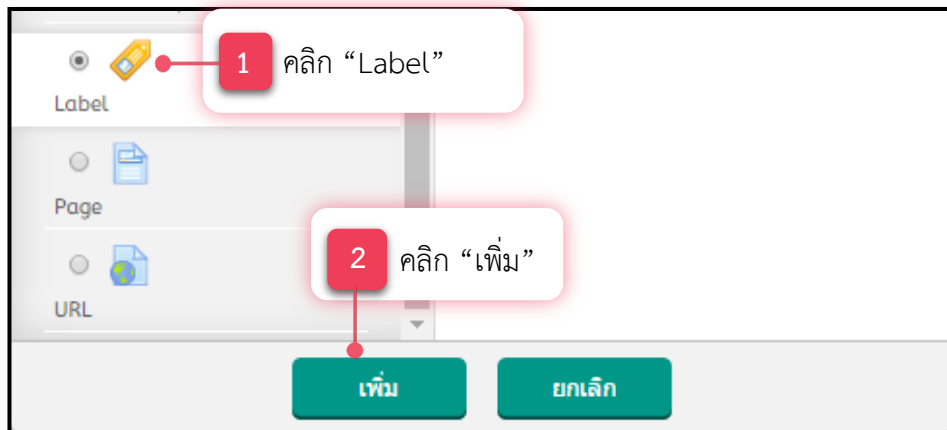 1 คลิก “Label”
Label
Page
2 คลิก “เพิ่ม”
URL
เพิ่ม ยกเลิก